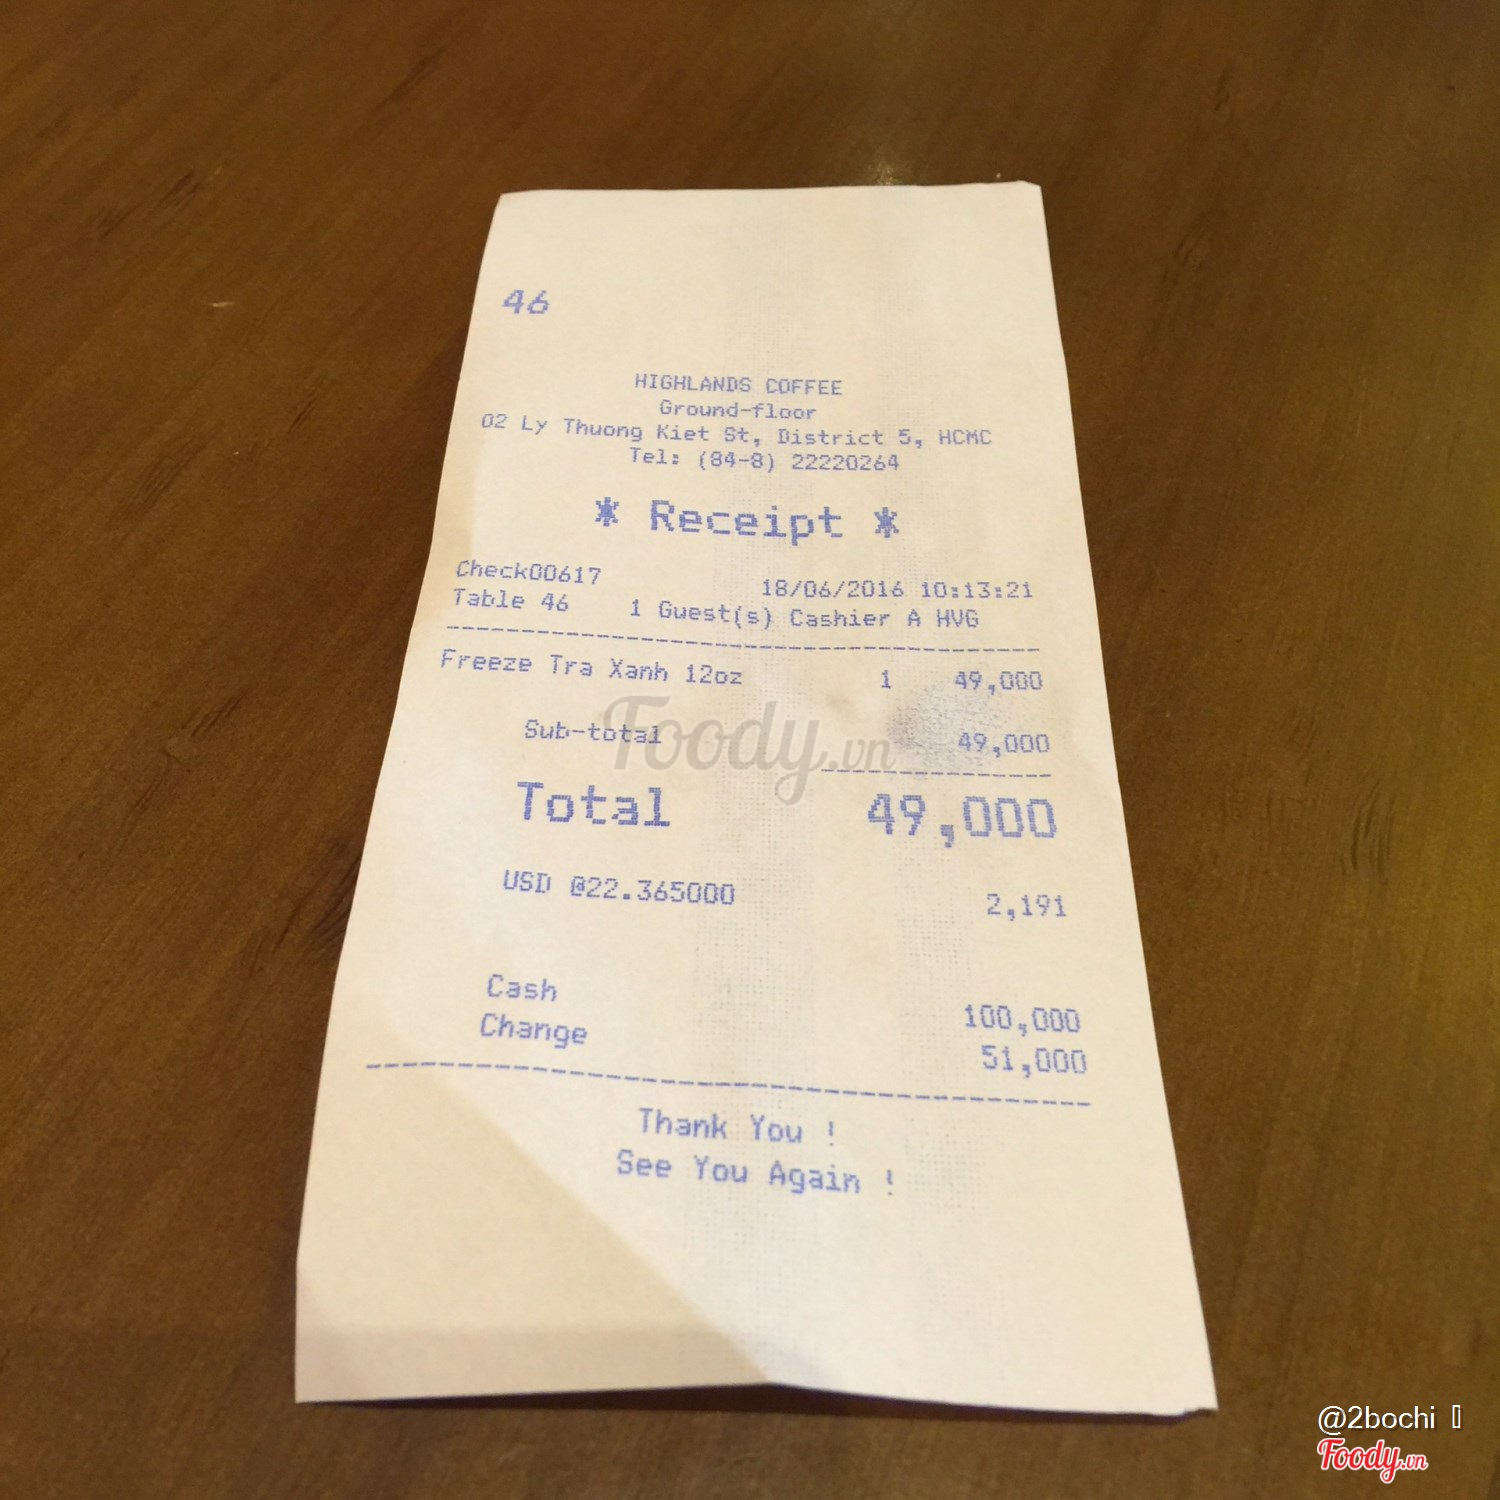 46
HIGHLANDS COFFEE
Ground-floor
02 Ly Thuong Kiet St, District 5, HCMC
Tel: (84-8) 22220264
* Receipt *
Check00617 18/06/2016 10:13:21
Table 46 1 Guest(s) Cashier A HVG
Freeze Tra Xanh 12oz 1 49,000
Sub-total 49,000
Total 49,000
USD @22.365000 2,191
Cash 100,000
Change 51,000
Thank You !
See You Again !
Foody.vn
@2bochi
Foody.vn